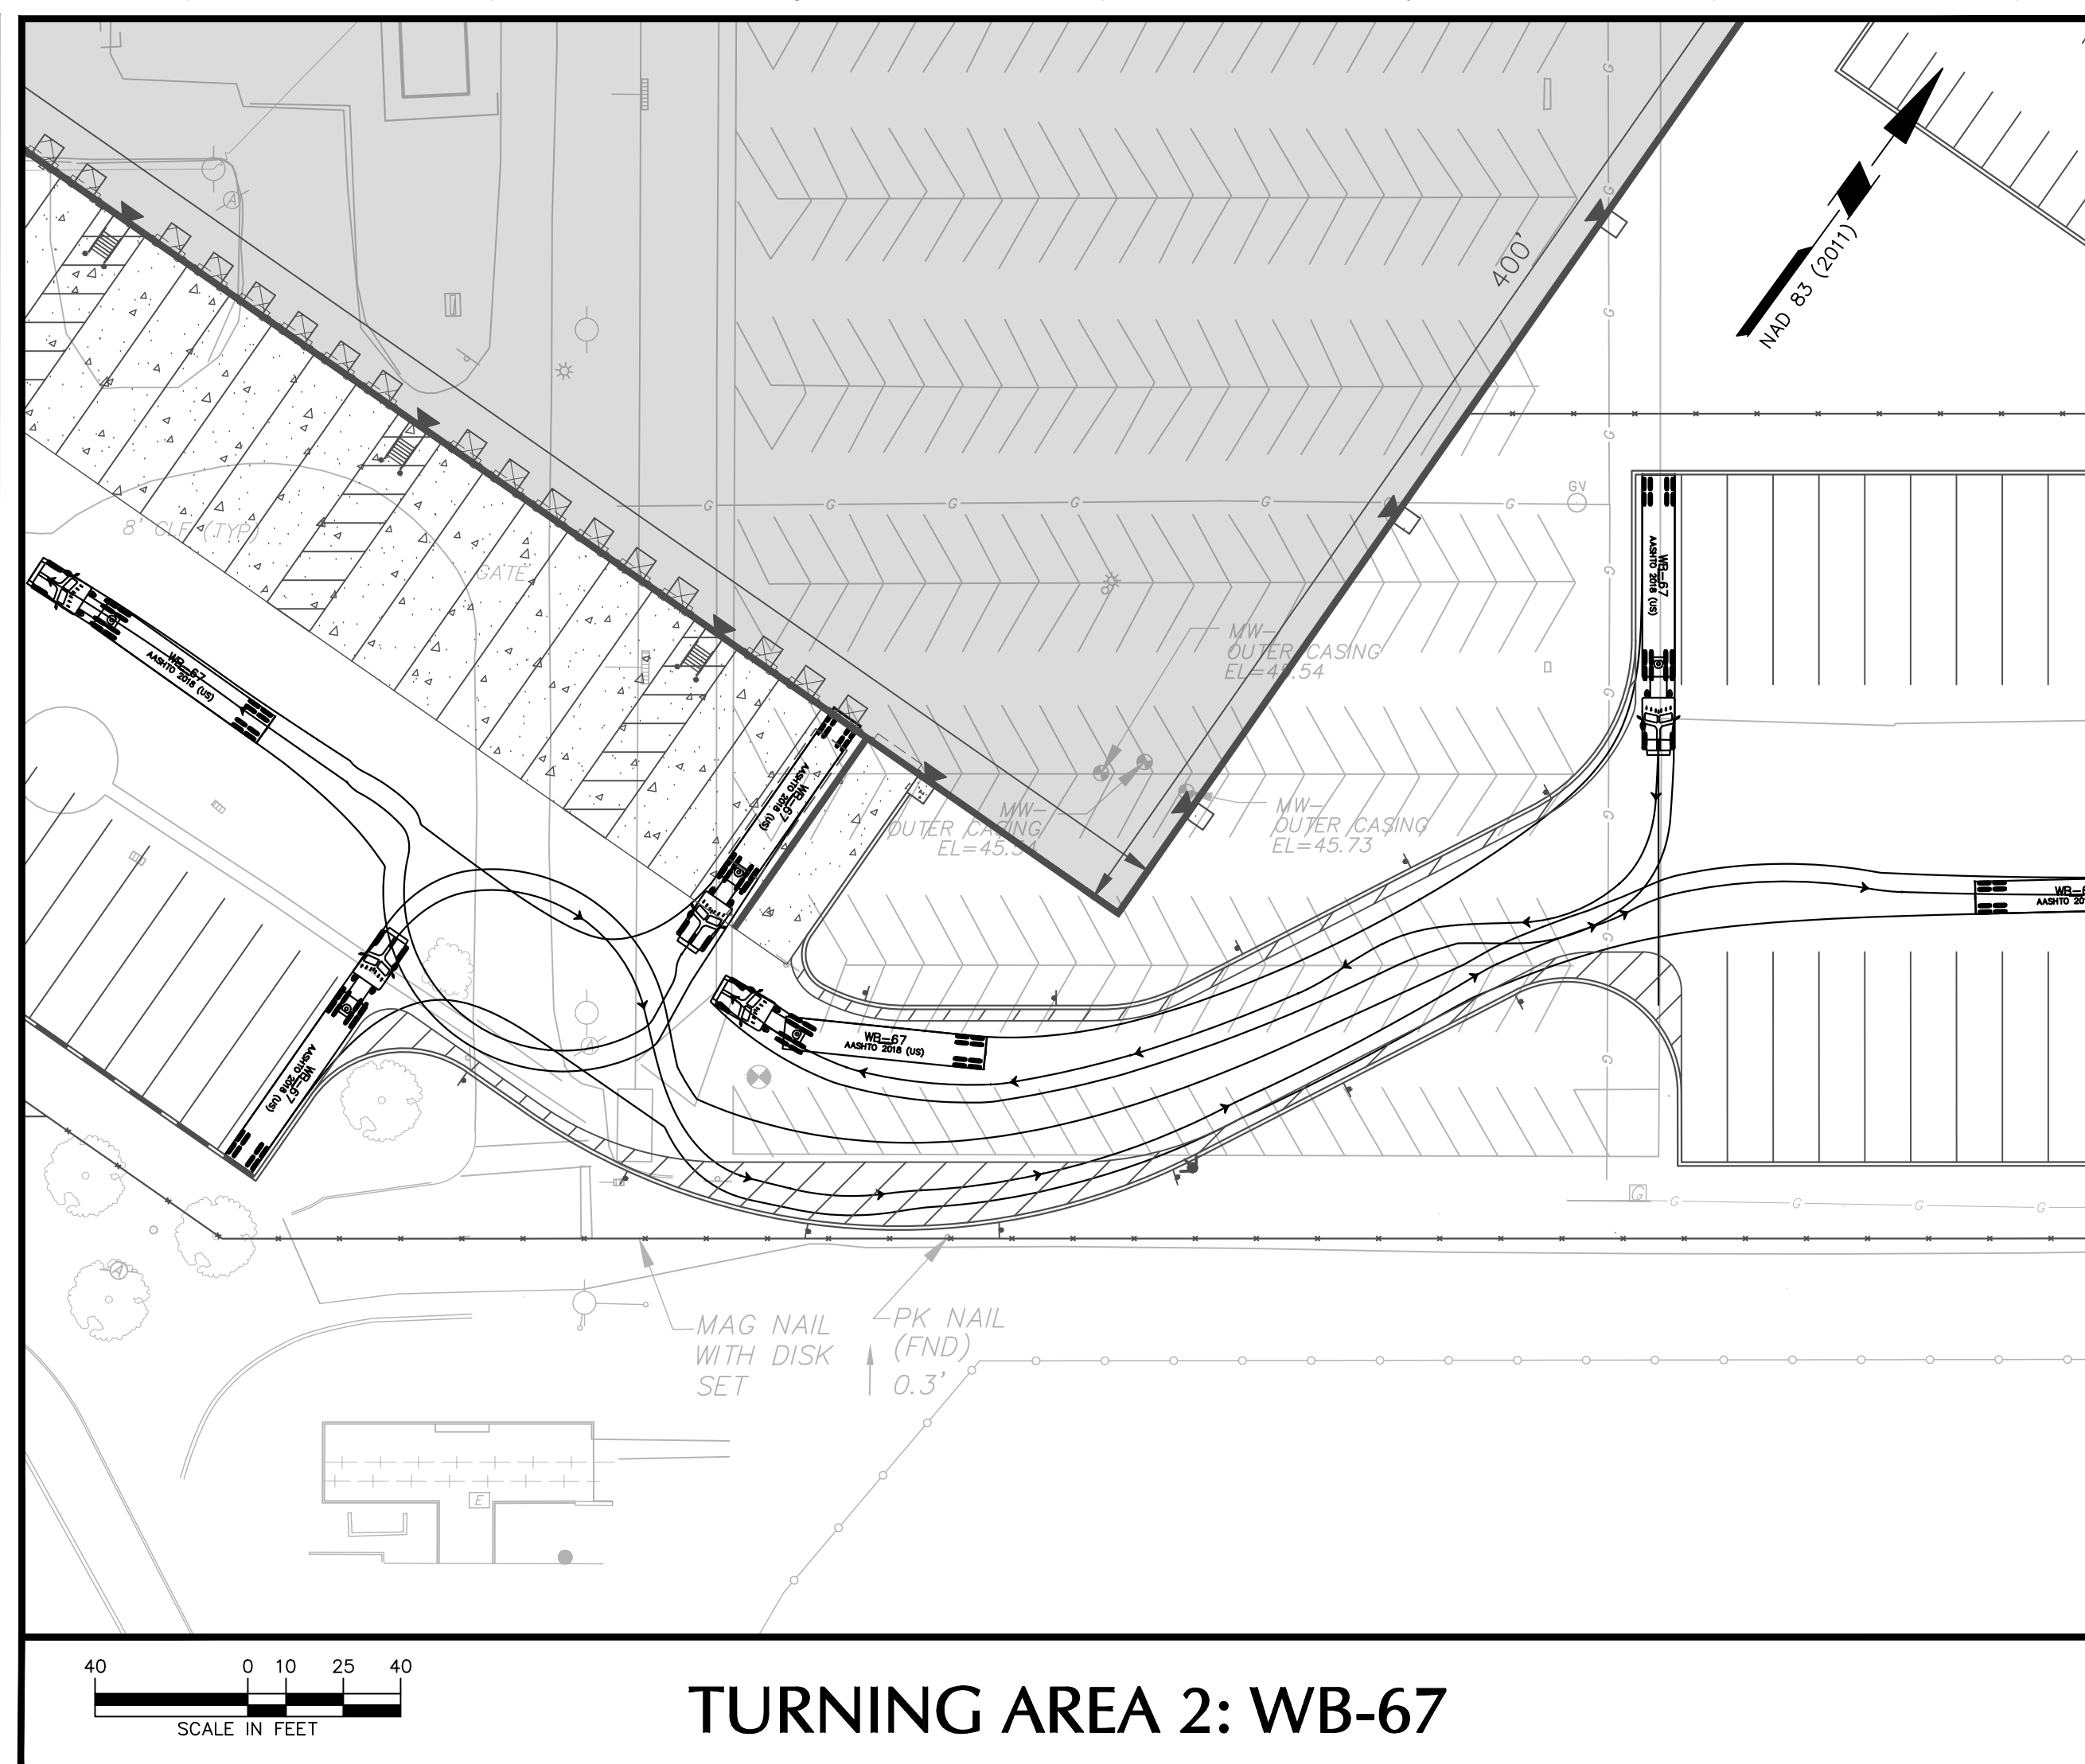 400'
NAD 83 (2011)
G
G
G
G
G
G
G
G
G
G
G
G
GV
G
G
G
G
G
A
8' CLF (TYP)
GATE
MW-
OUTER CASING
MW-
OUTER CASING
EL=45.54
MW-
OUTER CASING
EL=45.73
WB-67
AASHTO 2018 (US)
WB-67
AASHTO 2018 (US)
WB-67
AASHTO 2018 (US)
WB-67
AASHTO 2018 (US)
WB-67
AASHTO 2018 (US)
A
G
G
G
G
G
A
MAG NAIL
WITH DISK
SET
PK NAIL
(FND)
0.3'
E
40 0 10 25 40
SCALE IN FEET
TURNING AREA 2: WB-67